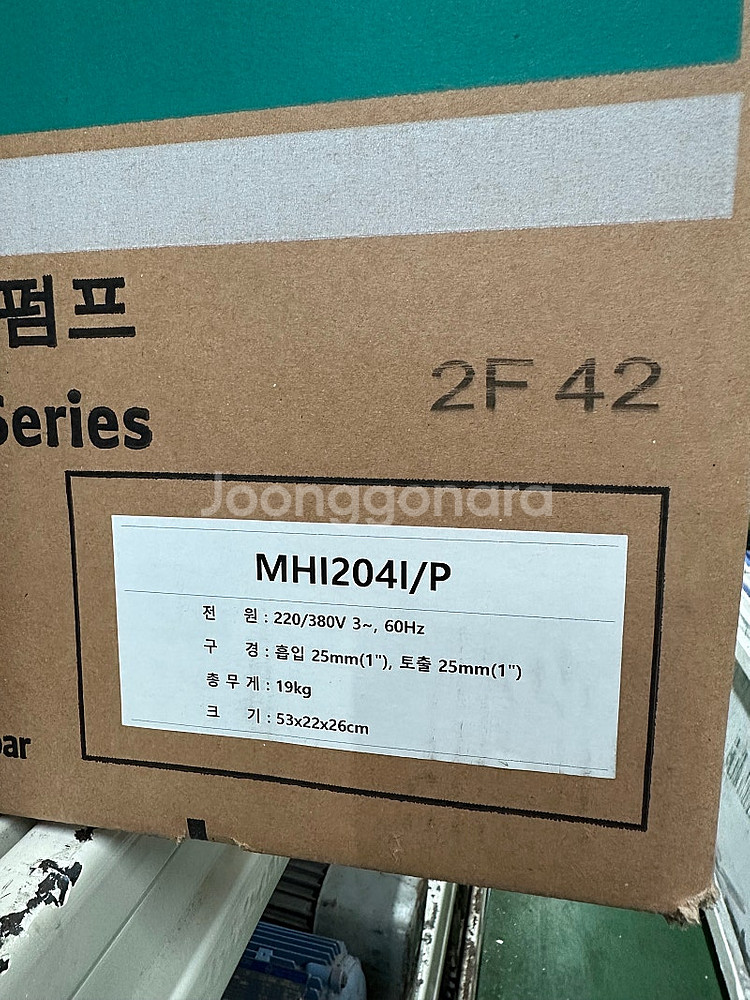 펌프
Series
2F 42
Joonggonara
MHI204I/P
전 원 : 220/380V 3~, 60Hz
구 경 : 흡입 25mm(1"), 토출 25mm(1")
총 무 게 : 19kg
크 기 : 53x22x26cm
bar